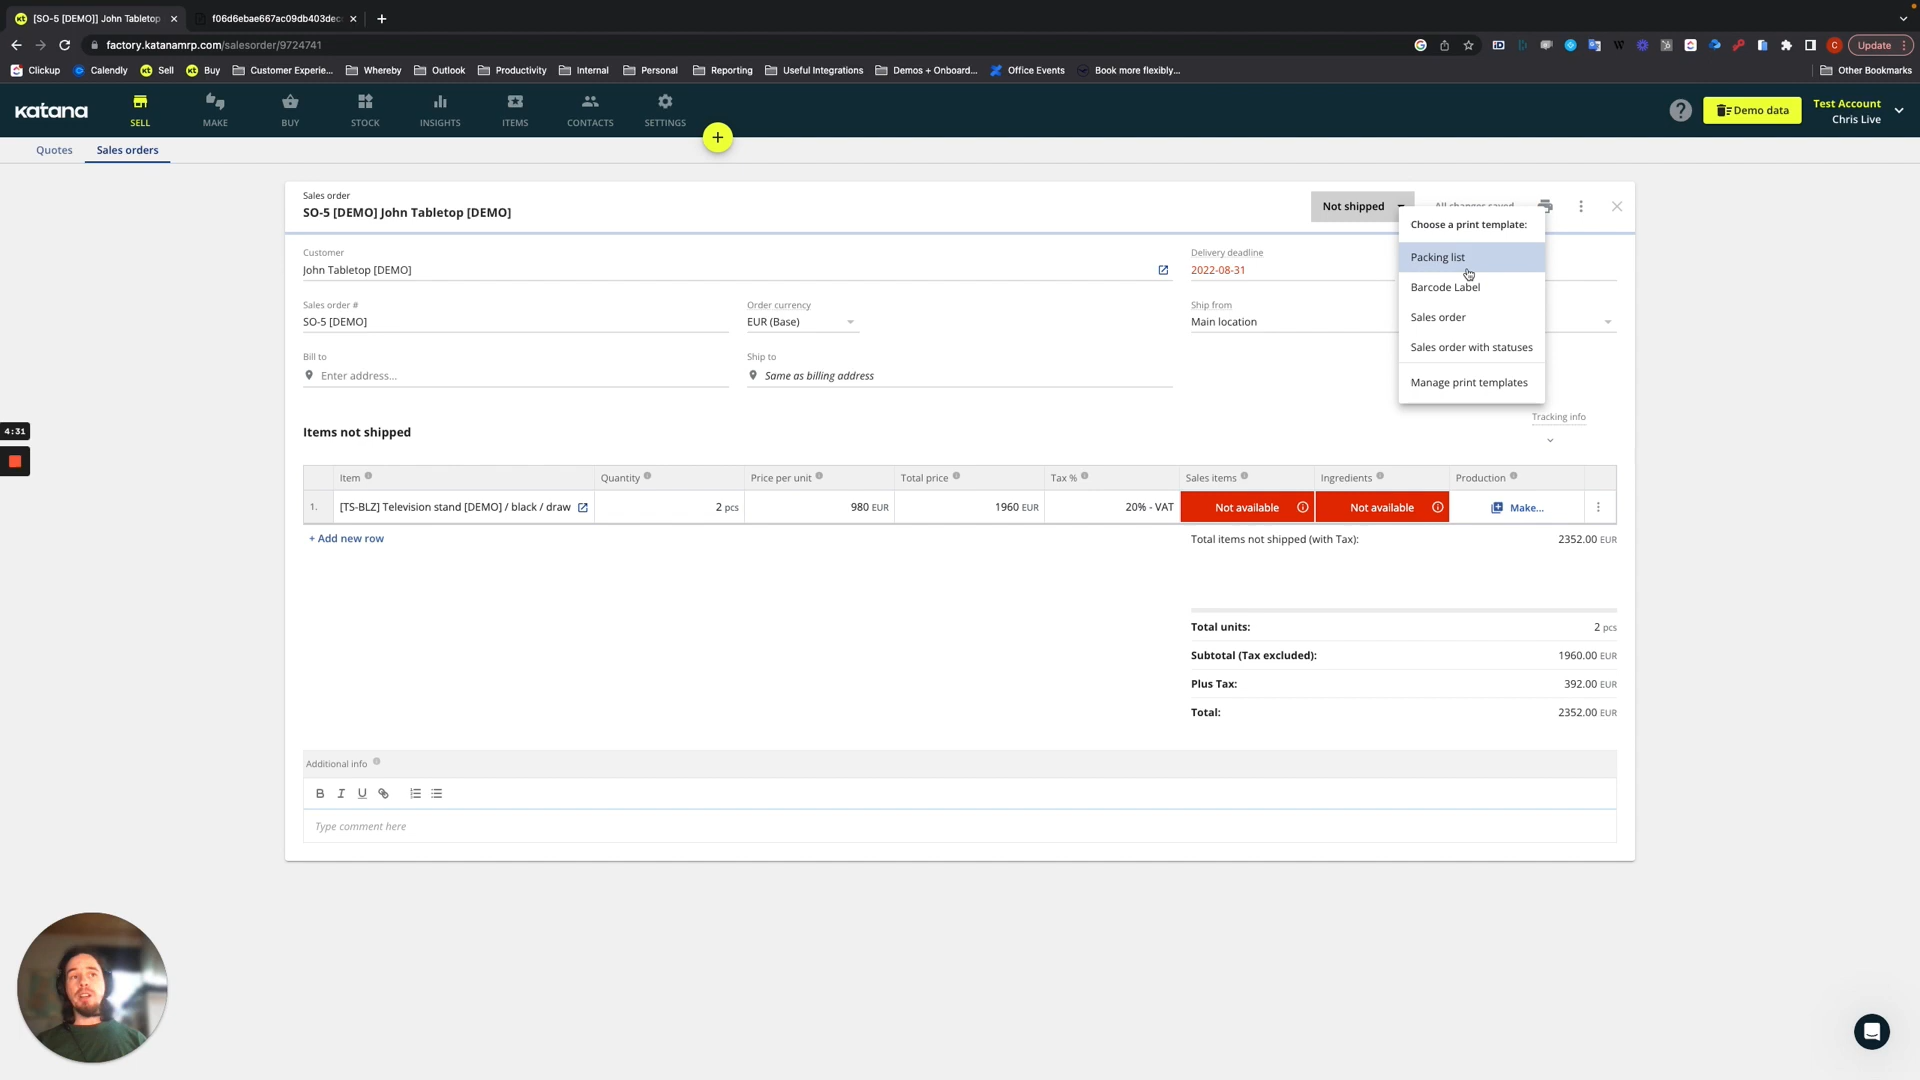 [SO-5 [DEMO]] John Tabletop
f06d6ebae667ac09db403dec
factory.katanamrp.com/salesorder/9724741
Update
Clickup
Calendly
Sell
Buy
Customer Experie...
Whereby
Outlook
Productivity
Internal
Personal
Reporting
Useful Integrations
Demos + Onboard...
Office Events
Book more flexibly...
Other Bookmarks
katana
SELL
MAKE
BUY
STOCK
INSIGHTS
ITEMS
CONTACTS
SETTINGS
Demo data
Test Account
Chris Live
Quotes
Sales orders
Sales order
SO-5 [DEMO] John Tabletop [DEMO]
Not shipped
All changes saved
Choose a print template:
Packing list
Barcode Label
Sales order
Sales order with statuses
Manage print templates
Customer
John Tabletop [DEMO]
Delivery deadline
2022-08-31
Sales order #
SO-5 [DEMO]
Order currency
EUR (Base)
Ship from
Main location
Bill to
Enter address...
Ship to
Same as billing address
Tracking info
Items not shipped
4:31
Item Quantity Price per unit Total price Tax % Sales items Ingredients Production
1. [TS-BLZ] Television stand [DEMO] / black / draw 2 pcs 980 EUR 1960 EUR 20% - VAT Not available Not available Make...
+ Add new row
Total items not shipped (with Tax): 2352.00 EUR
Total units: 2 pcs
Subtotal (Tax excluded): 1960.00 EUR
Plus Tax: 392.00 EUR
Total: 2352.00 EUR
Additional info
B I U
Type comment here